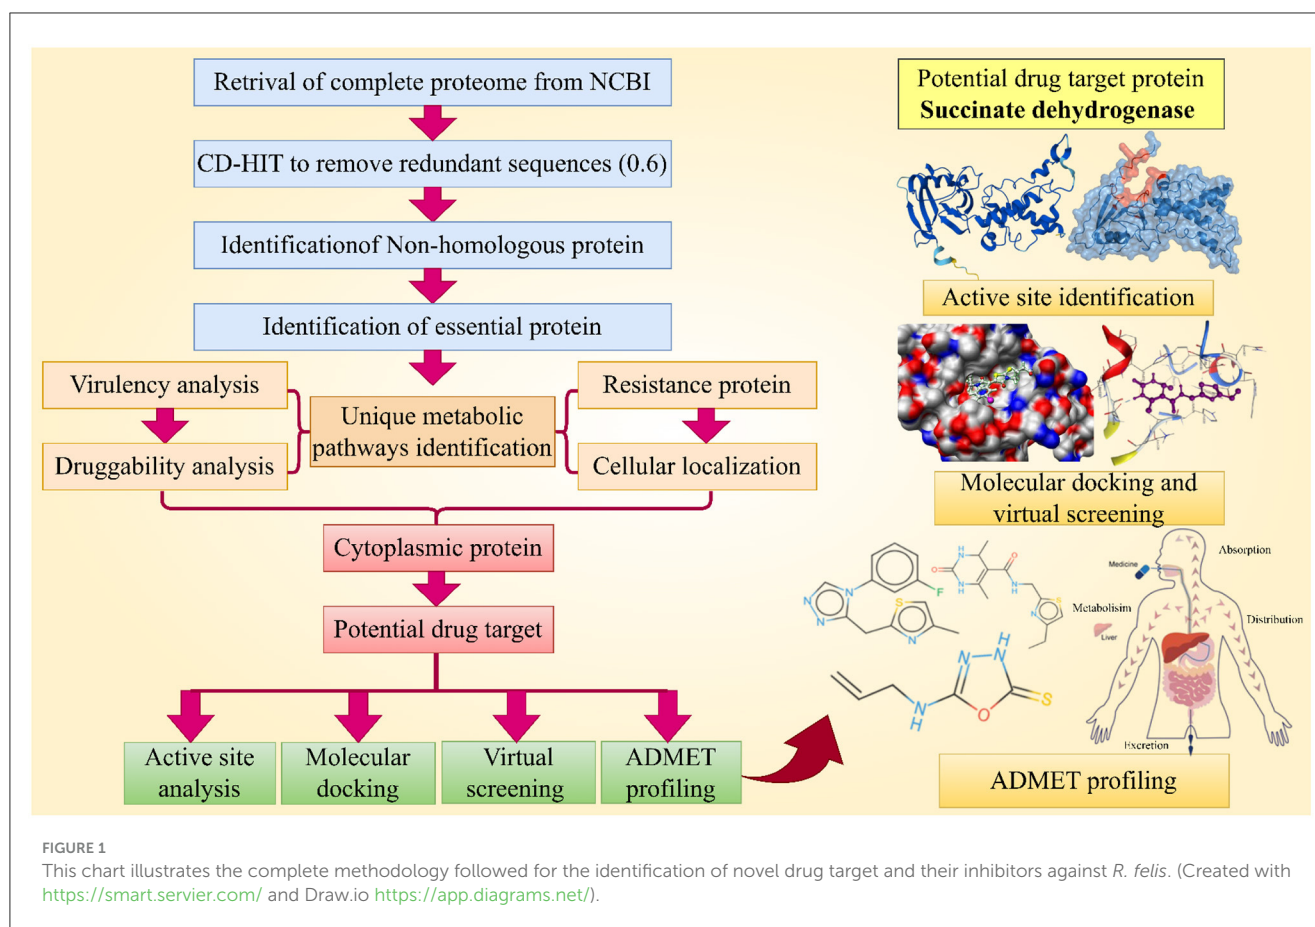 Retrival of complete proteome from NCBI
CD-HIT to remove redundant sequences (0.6)
Identificationof Non-homologous protein
Identification of essential protein
Virulency analysis
Druggability analysis
Unique metabolic
pathways identification
Resistance protein
Cellular localization
Cytoplasmic protein
Potential drug target
Active site
analysis
Molecular
docking
Virtual
screening
ADMET
profiling
Potential drug target protein
Succinate dehydrogenase
Active site identification
Molecular docking and
virtual screening
N
N
N
F
S
N
H
N
O
N
H
O
N
H
S
N
N
N
H
N
H
O
S
Absorption
Medicine
Metabolisim
Liver
Distribution
Excretion
ADMET profiling
FIGURE 1
This chart illustrates the complete methodology followed for the identification of novel drug target and their inhibitors against R. felis. (Created with
https://smart.servier.com/ and Draw.io https://app.diagrams.net/).